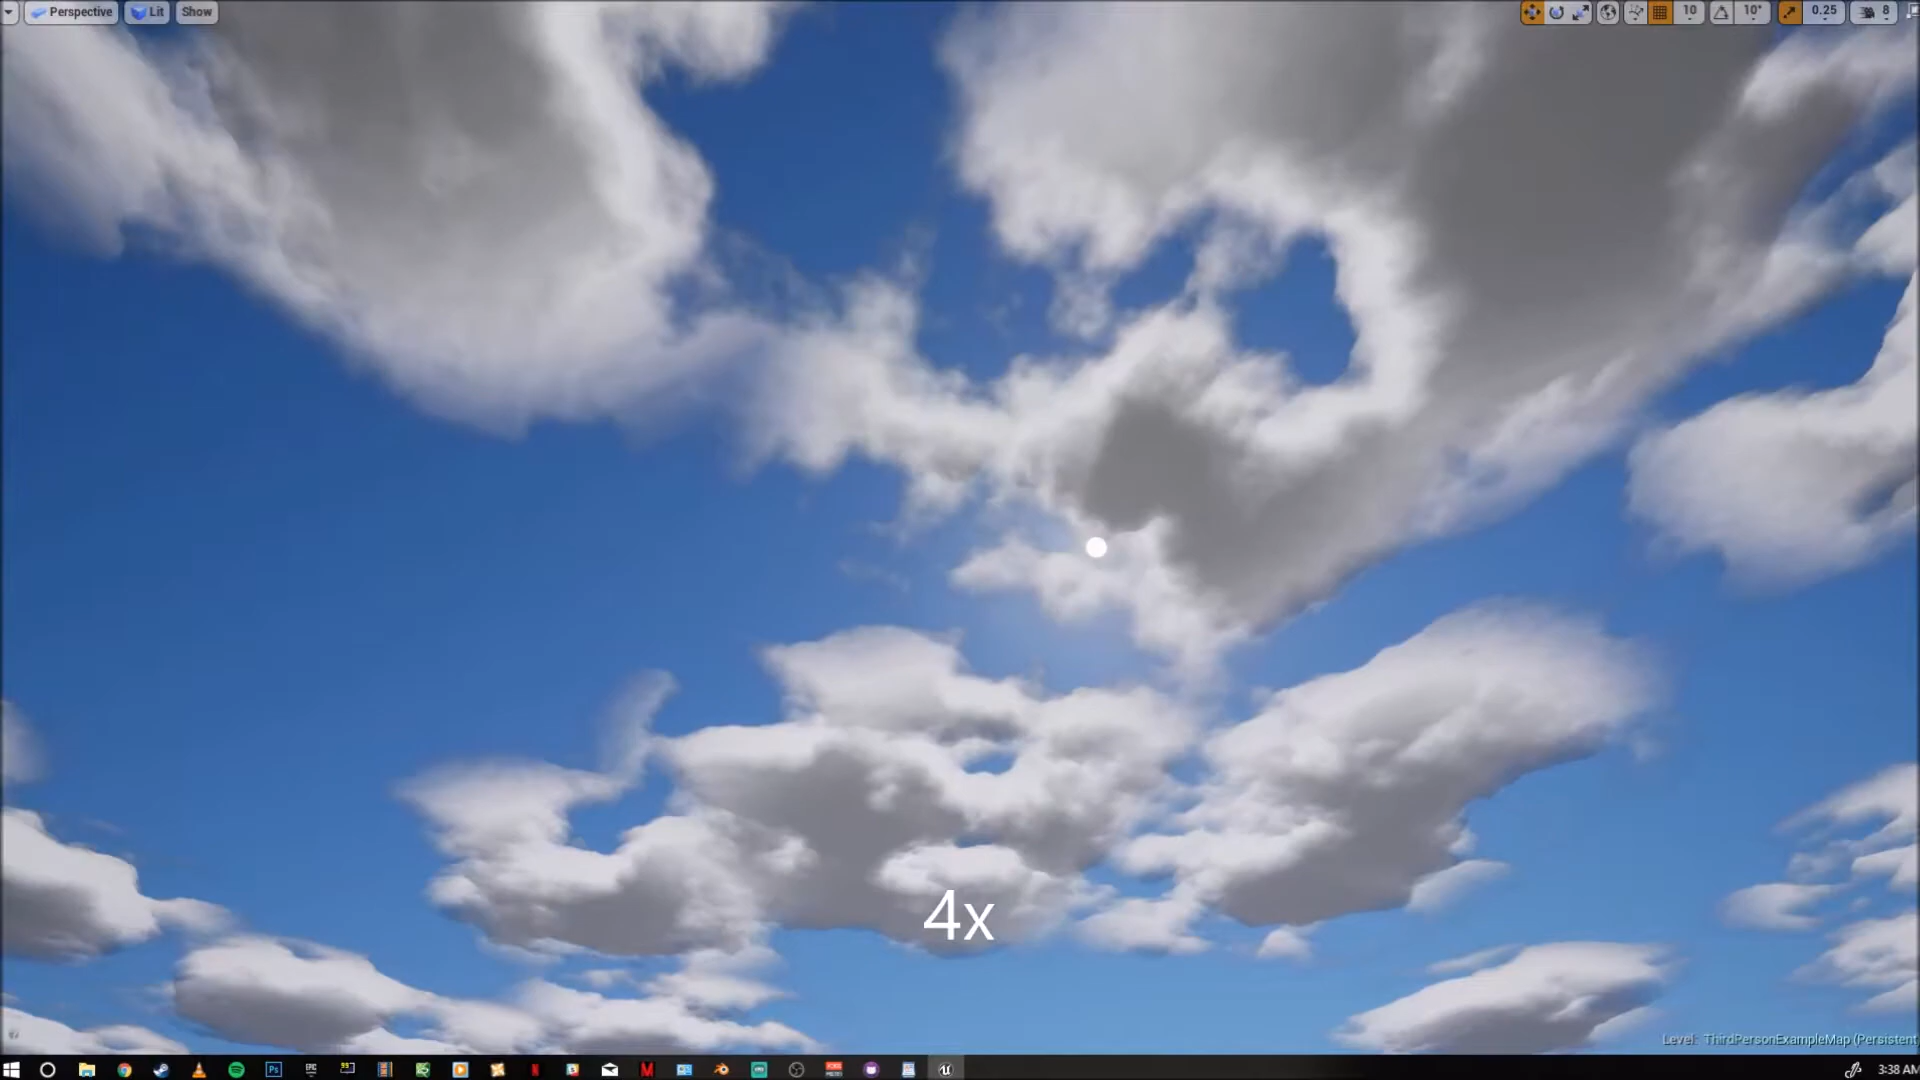 Perspective Lit Show 10 10° 0.25 8
4x
Level: ThirdPersonExampleMap (Persistent
3:38 AM